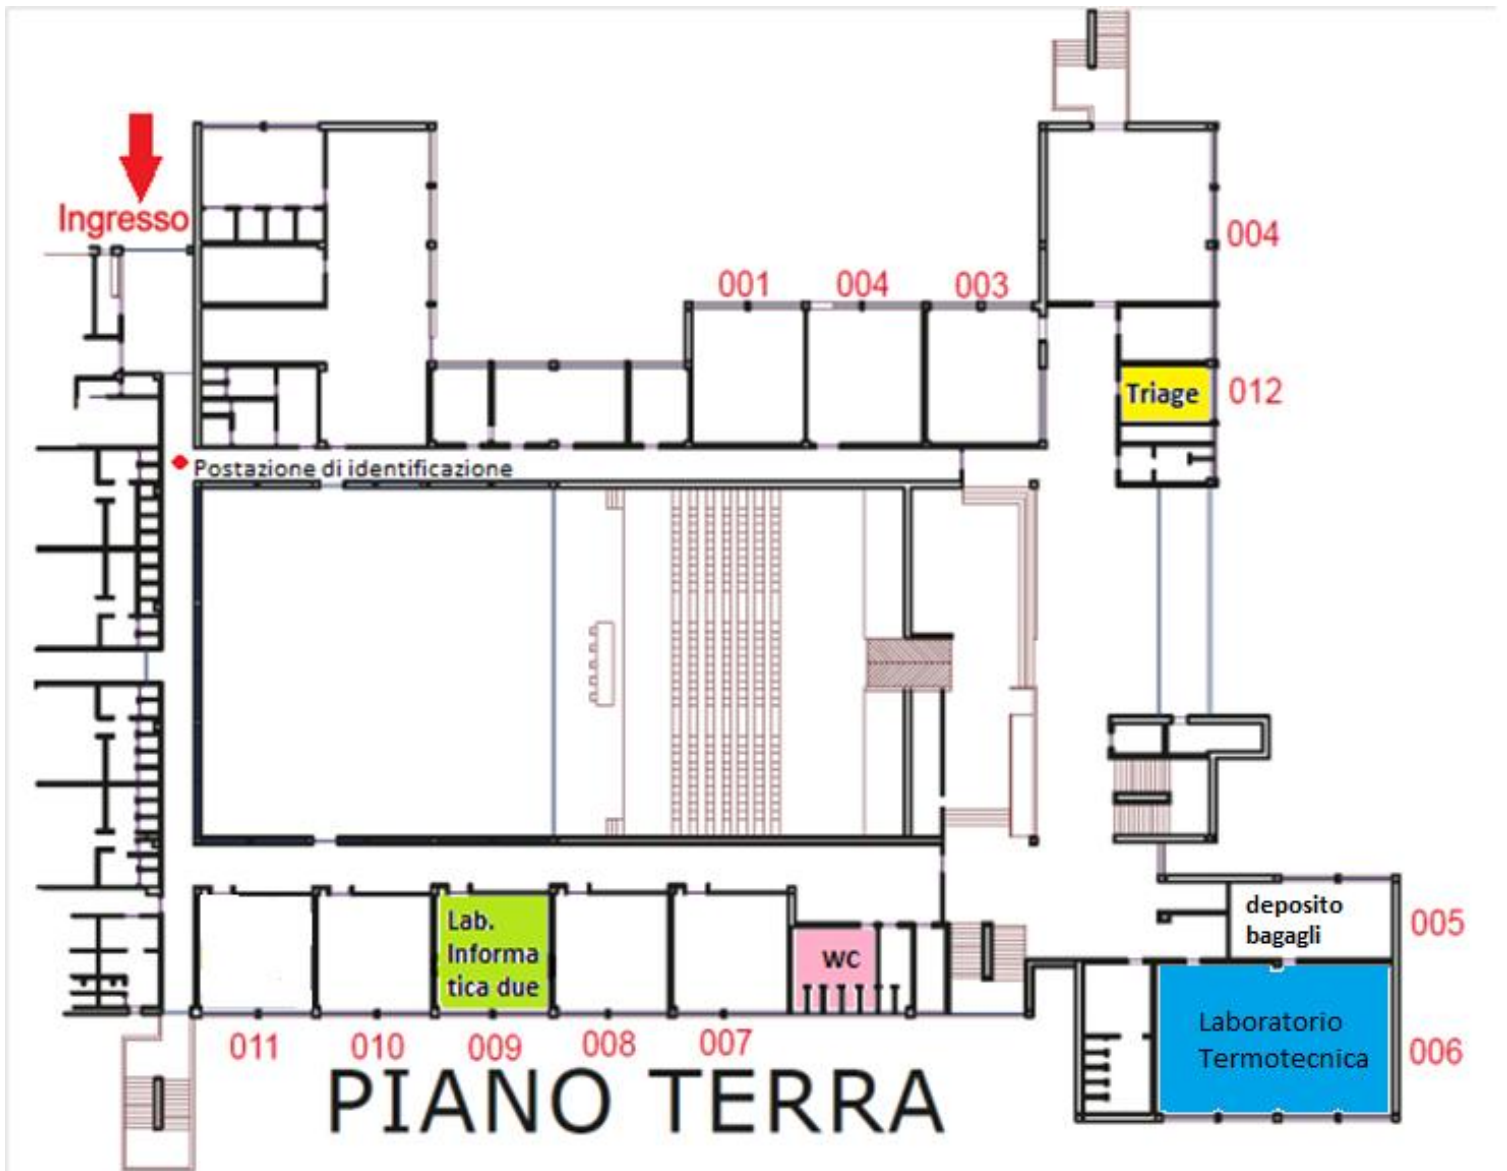 Ingresso
004
001
004
003
Triage
012
Postazione di identificazione
Lab.
Informa
tica due
WC
deposito
bagagli
005
Laboratorio
Termotecnica
006
011
010
009
008
007
PIANO TERRA